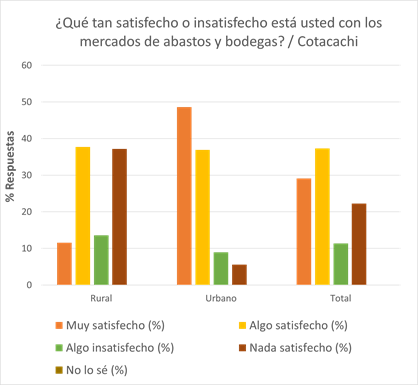 ¿Qué tan satisfecho o insatisfecho está usted con los
mercados de abastos y bodegas? / Cotacachi
% Respuestas
60
50
40
30
20
10
0
Rural
Urbano
Total
Muy satisfecho (%)
Algo satisfecho (%)
Algo insatisfecho (%)
Nada satisfecho (%)
No lo sé (%)